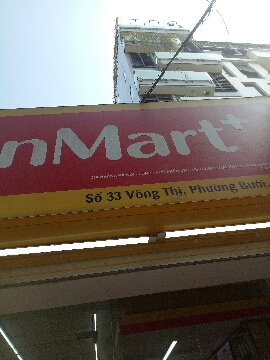 nMart+
Số 33 Võng Thị, Phường Bưởi,